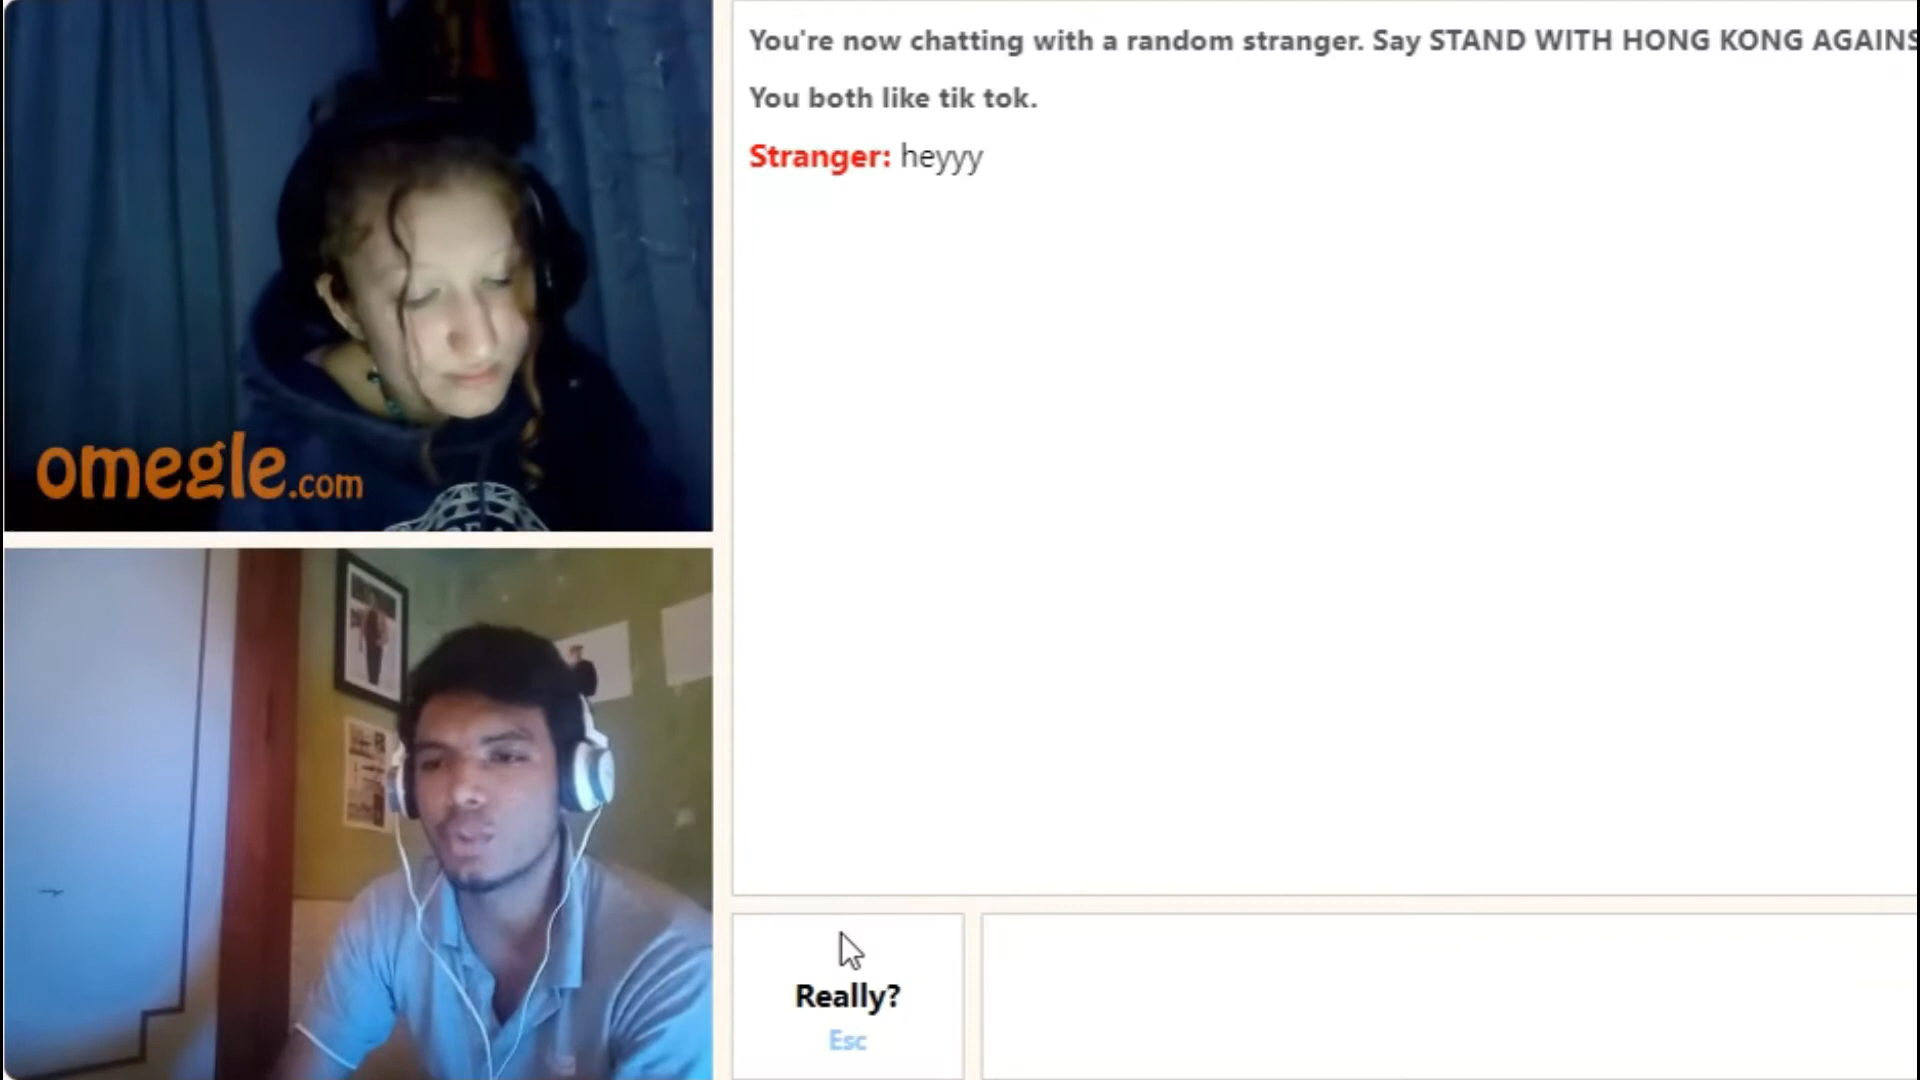 You're now chatting with a random stranger. Say STAND WITH HONG KONG AGAINS
You both like tik tok.
Stranger: heyyy
omegle.com
Really?
Esc